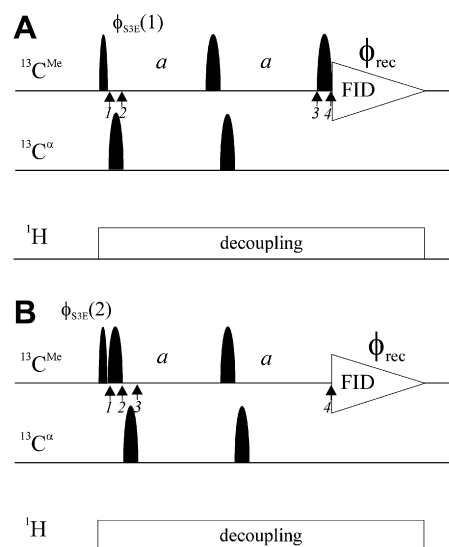 A
ϕS3E(1)
13CMe
a
a
ϕrec
FID
1
2
3
4
13Cα
1H
decoupling
B
ϕS3E(2)
13CMe
a
a
ϕrec
FID
1
2
3
4
13Cα
1H
decoupling